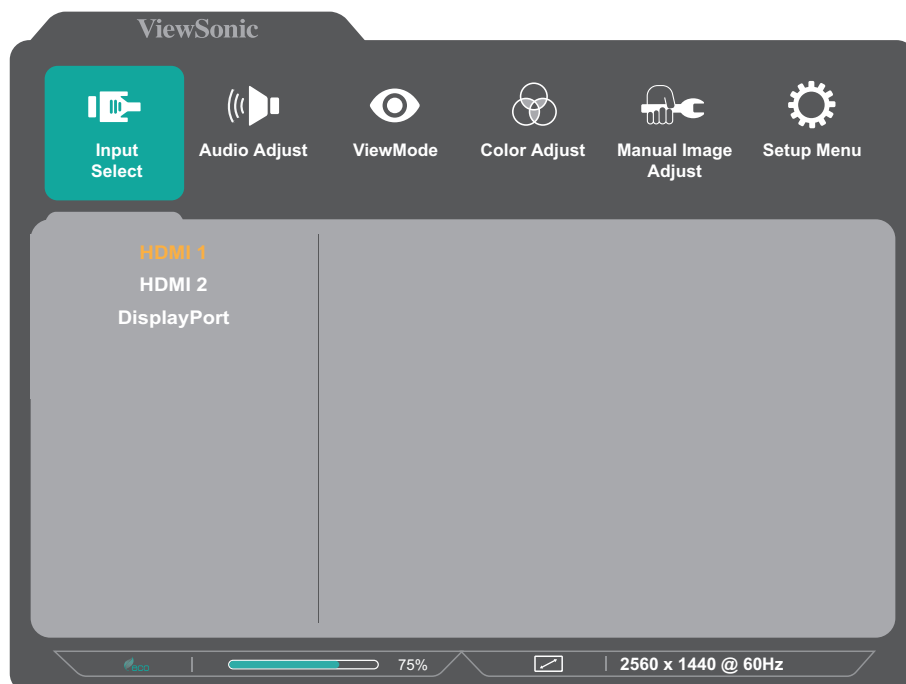 ViewSonic
Input
Select
Audio Adjust
ViewMode
Color Adjust
Manual Image
Adjust
Setup Menu
HDMI 1
HDMI 2
DisplayPort
eco
75%
2560 x 1440 @ 60Hz